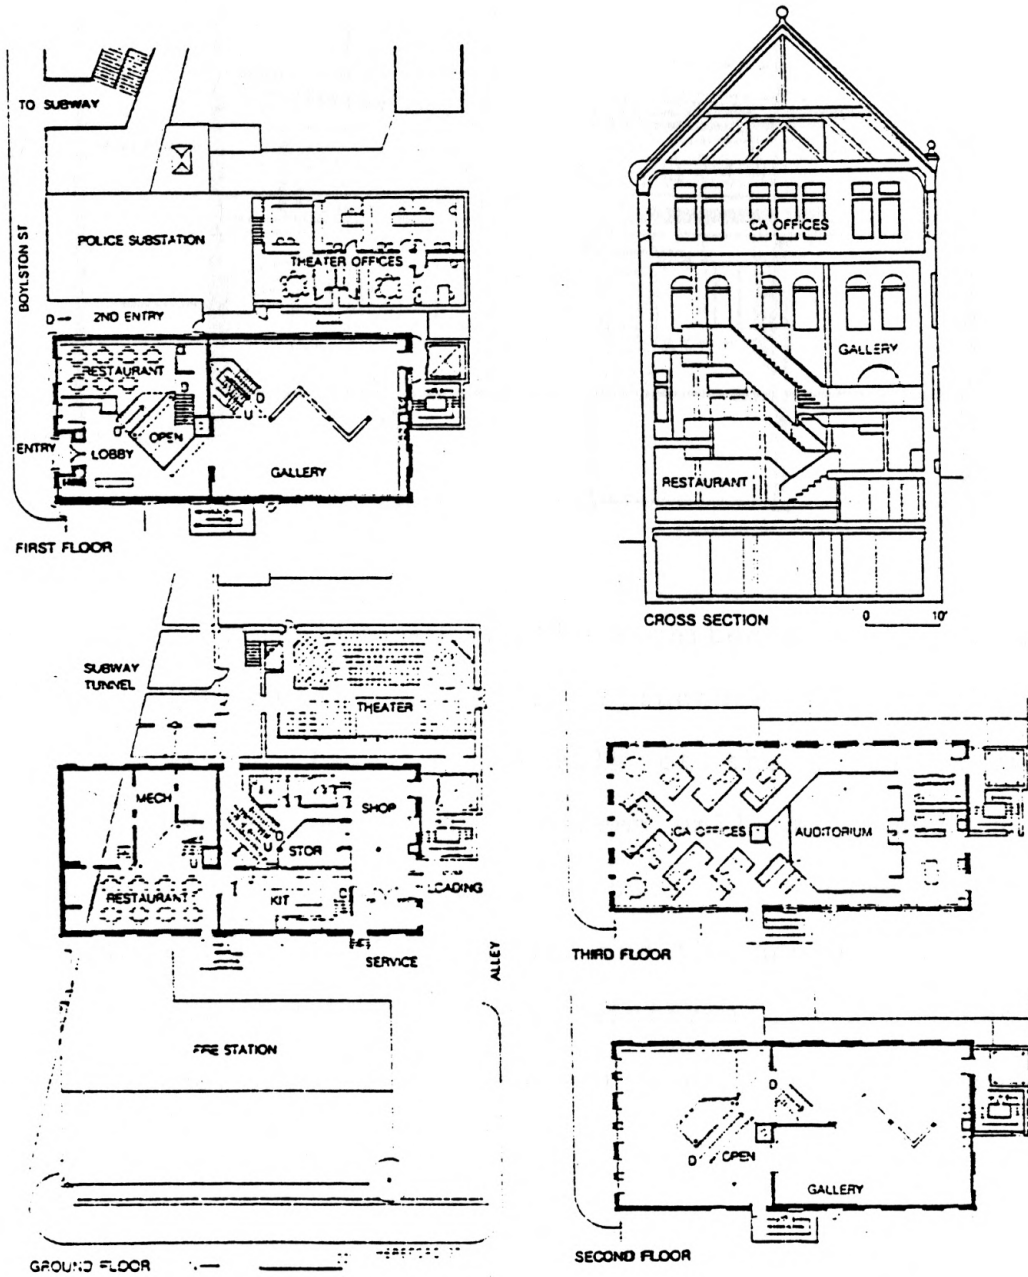 TO SUBWAY
BOYLSTON ST
POLICE SUBSTATION
THEATER OFFICES
D
2ND ENTRY
RESTAURANT
D
D
U
D
OPEN
ENTRY
LOBBY
GALLERY
FIRST FLOOR
CA OFFICES
GALLERY
RESTAURANT
CROSS SECTION
0 10'
SUBWAY
TUNNEL
THEATER
MECH
SHOP
D
U
STOR
RESTAURANT
KIT
LOADING
SERVICE
ALLEY
FIRE STATION
HEREFORD ST
GROUND FLOOR
CA OFFICES
AUDITORIUM
THIRD FLOOR
D
D
OPEN
GALLERY
SECOND FLOOR